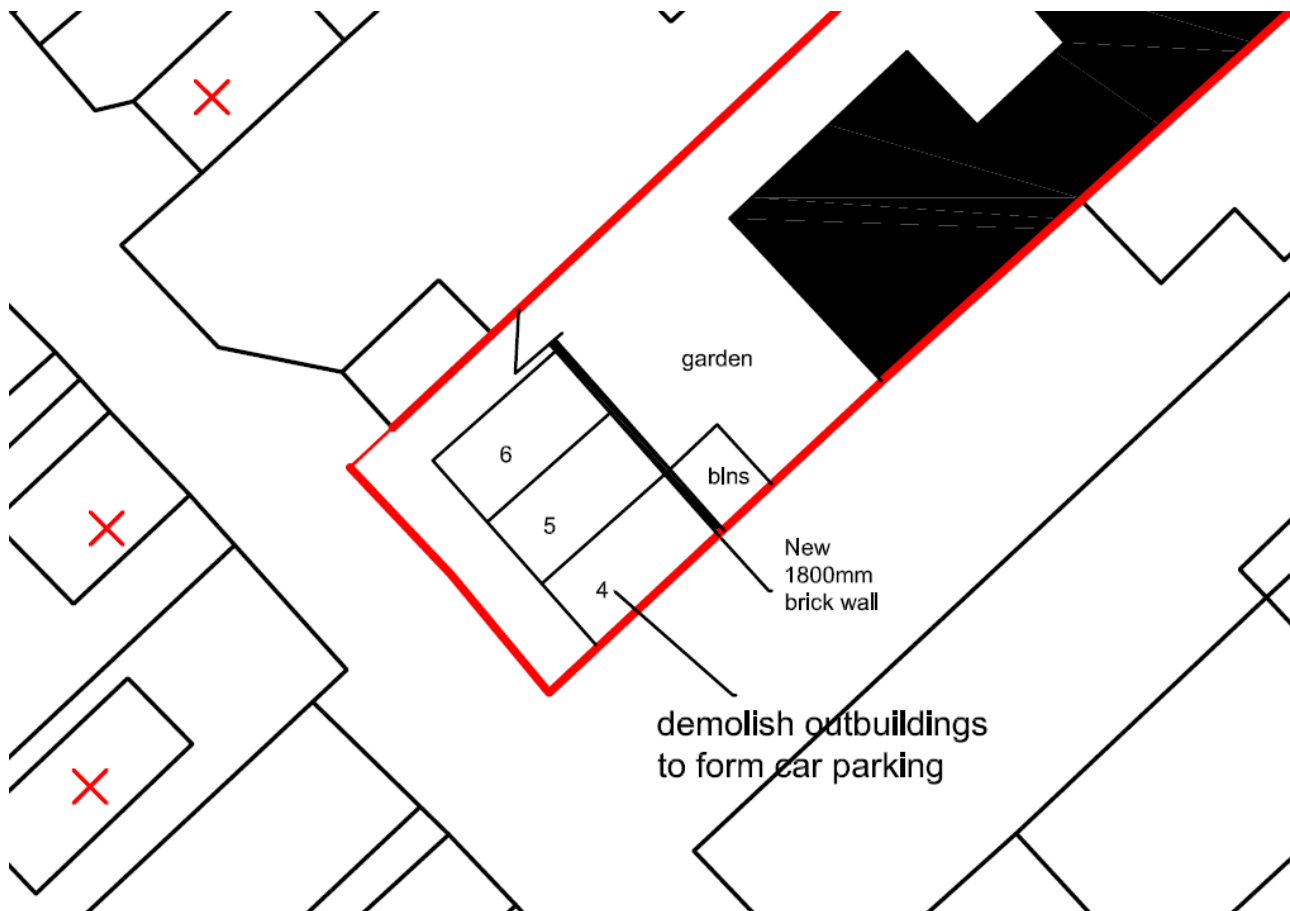 garden
6
blns
5
New
1800mm
brick wall
4
demolish outbuildings
to form car parking